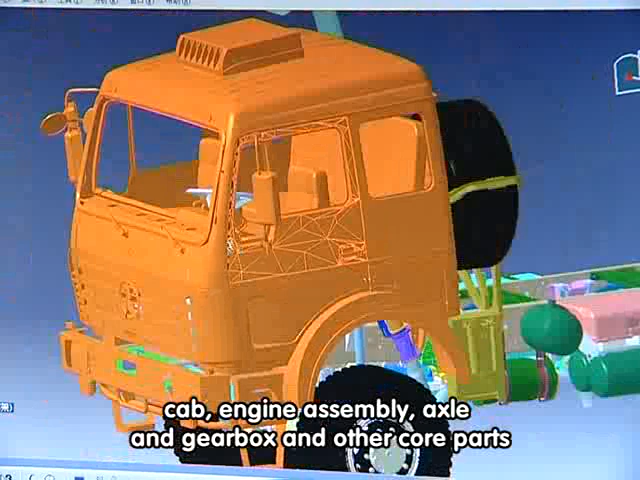 cab, engine assembly, axle
and gearbox and other core parts